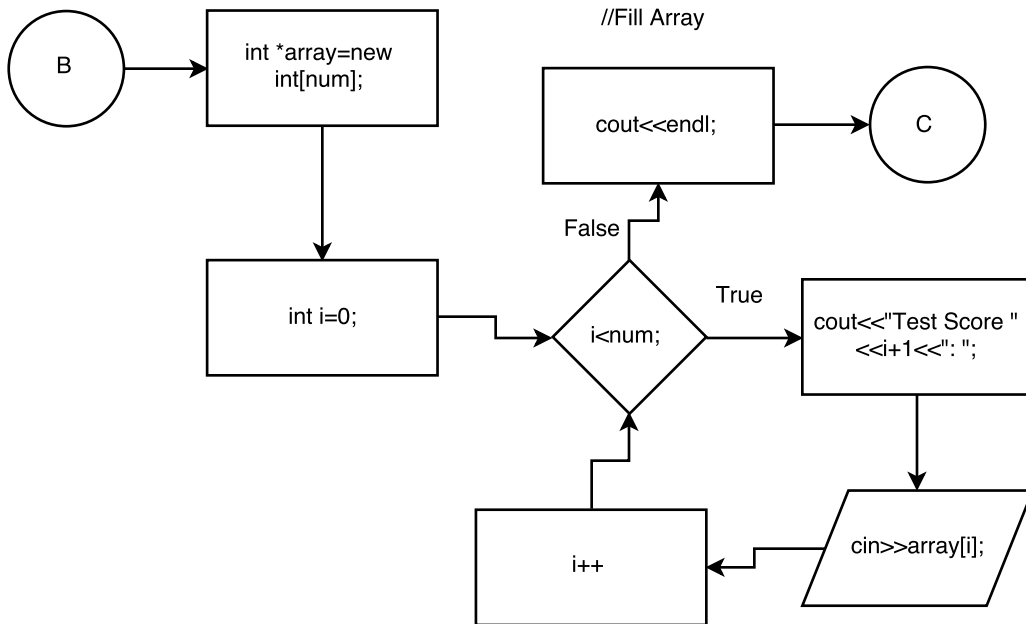 //Fill Array
B
int *array=new
int[num];
cout<<endl;
C
False
int i=0;
i<num;
True
cout<<"Test Score "
<<i+1<<": ";
cin>>array[i];
i++